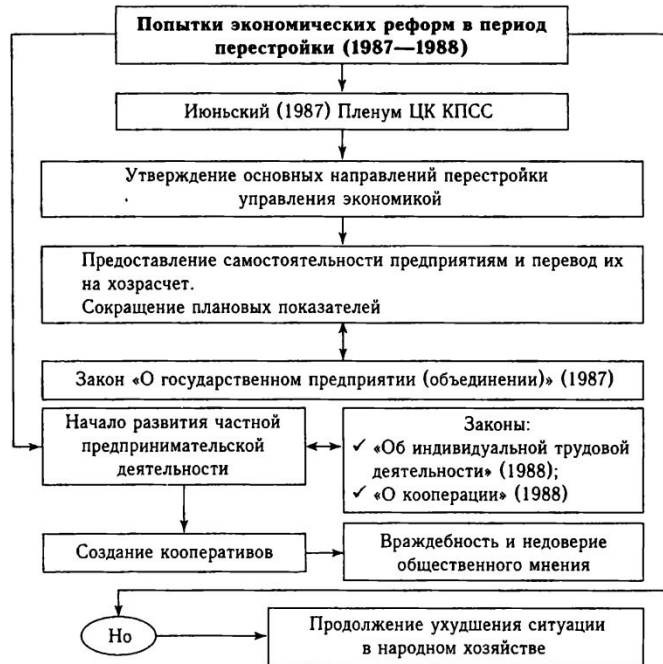 Попытки экономических реформ в период
перестройки (1987—1988)
Июньский (1987) Пленум ЦК КПСС
Утверждение основных направлений перестройки
управления экономикой
Предоставление самостоятельности предприятиям и перевод их
на хозрасчет.
Сокращение плановых показателей
Закон «О государственном предприятии (объединении)» (1987)
Начало развития частной
предпринимательской
деятельности
Законы:
✓ «Об индивидуальной трудовой
деятельности» (1988);
✓ «О кооперации» (1988)
Создание кооперативов
Враждебность и недоверие
общественного мнения
Но
Продолжение ухудшения ситуации
в народном хозяйстве